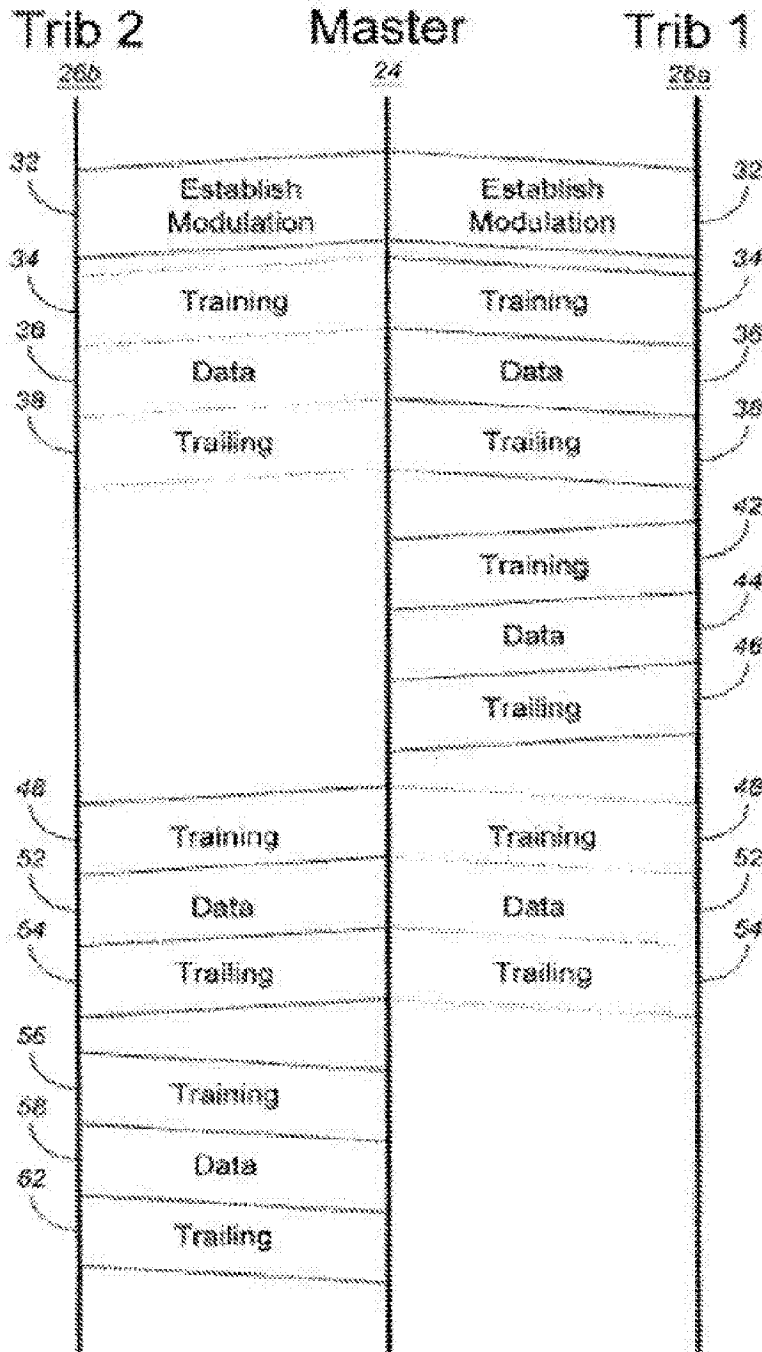 Trib 2 Master Trib 1
26b 24 26a
32 Establish Modulation Establish Modulation 32
34 Training Training 34
36 Data Data 36
38 Trailing Trailing 38
Training 42
Data 44
Trailing 46
48 Training Training 48
52 Data Data 52
54 Trailing Trailing 54
56 Training
58 Data
62 Trailing